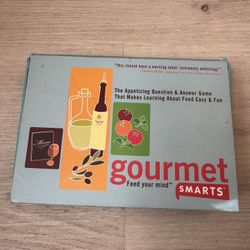 "This should have a warning label 'extremely addicting!'"
The Appetizing Question & Answer Game
That Makes Learning About Food Easy & Fun
gourmet
Feed your mind™
SMARTS